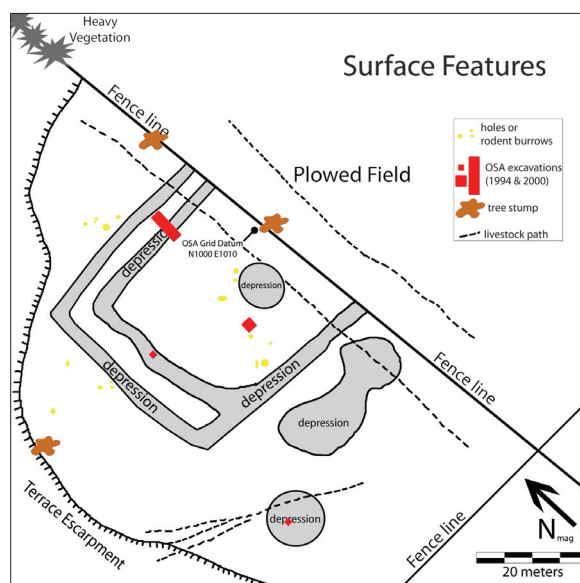 Heavy
Vegetation
Surface Features
Fence line
holes or
rodent burrows
OSA excavations
(1994 & 2000)
tree stump
livestock path
Plowed Field
OSA Grid Datum
N1000 E1010
depression
depression
depression
depression
depression
Fence line
depression
Terrace Escarpment
Fence line
N mag
20 meters